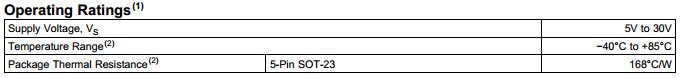 Operating Ratings(1)
Supply Voltage, VS 5V to 30V
Temperature Range(2) −40°C to +85°C
Package Thermal Resistance(2) 5-Pin SOT-23 168°C/W